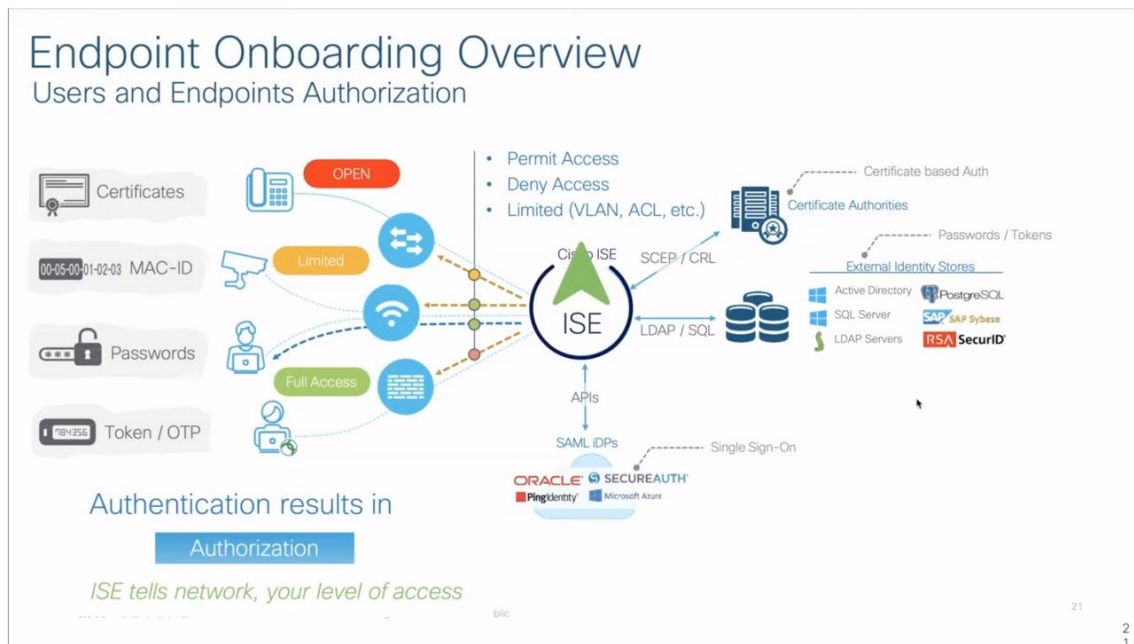 Endpoint Onboarding Overview
Users and Endpoints Authorization
Certificates
00-05-00-01-02-03 MAC-ID
Passwords
784356
Token / OTP
OPEN
Limited
Full Access
• Permit Access
• Deny Access
• Limited (VLAN, ACL, etc.)
ISE
SCEP / CRL
LDAP / SQL
APIs
SAML iDPs
ORACLE SECUREAUTH
PingIdentity Microsoft Azure
Single Sign-On
Certificate based Auth
Certificate Authorities
Passwords / Tokens
External Identity Stores
Active Directory PostgreSQL
SQL Server SAP SAP Sybase
LDAP Servers RSA SecurID
Authentication results in
Authorization
ISE tells network, your level of access
blic
21
2